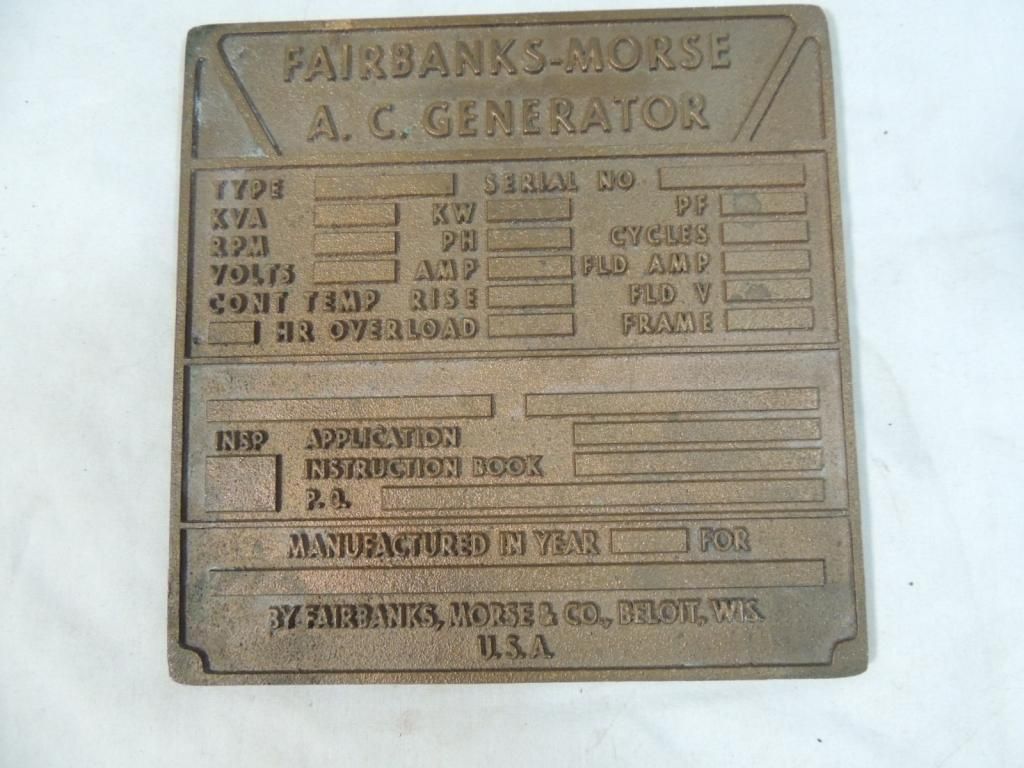 FAIRBANKS-MORSE
A. C. GENERATOR
TYPE SERIAL NO
KVA KW PF
RPM PH CYCLES
VOLTS AMP FLD AMP
CONT TEMP RISE FLD V
HR OVERLOAD FRAME
INSP APPLICATION
INSTRUCTION BOOK
P. O.
MANUFACTURED IN YEAR FOR
BY FAIRBANKS, MORSE & CO., BELOIT, WIS.
U. S. A.